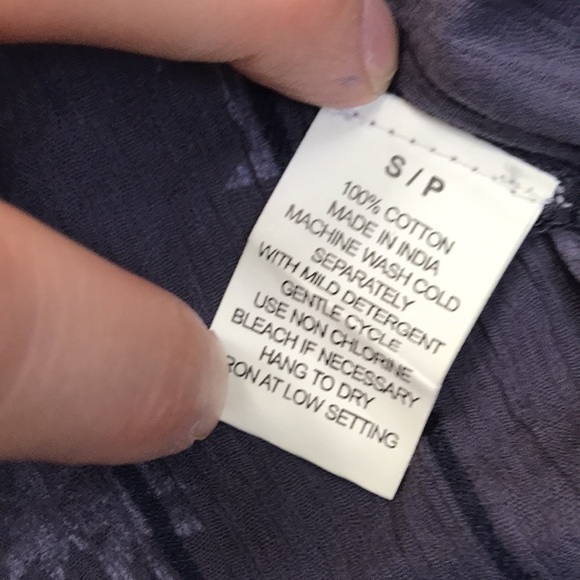 S / P
100% COTTON
MADE IN INDIA
MACHINE WASH COLD
SEPARATELY
WITH MILD DETERGENT
GENTLE CYCLE
USE NON CHLORINE
BLEACH IF NECESSARY
HANG TO DRY
RON AT LOW SETTING